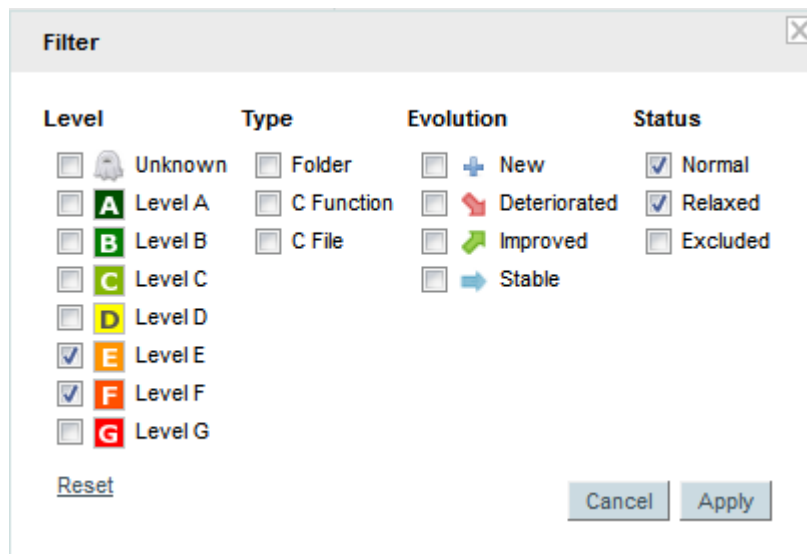 Filter
Level Type Evolution Status
Unknown Folder New Normal
A Level A C Function Deteriorated Relaxed
B Level B C File Improved Excluded
C Level C Stable
D Level D
E Level E
F Level F
G Level G
Reset
Cancel Apply